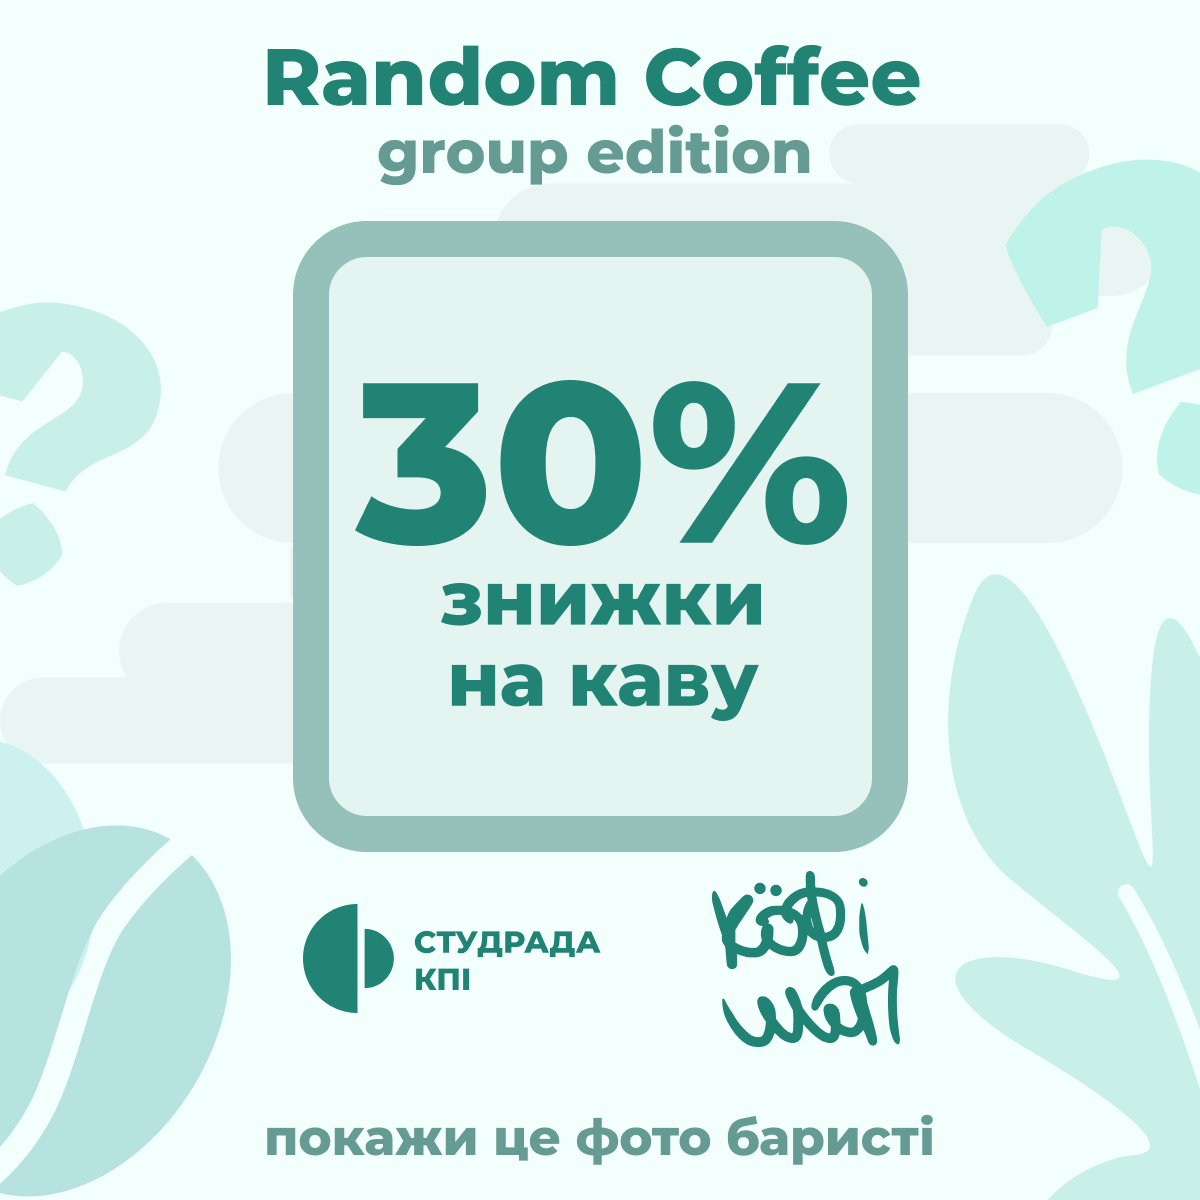 Random Coffee
group edition
30%
знижки
на каву
СТУДРАДА
КПІ
кофі
шоп
покажи це фото баристі